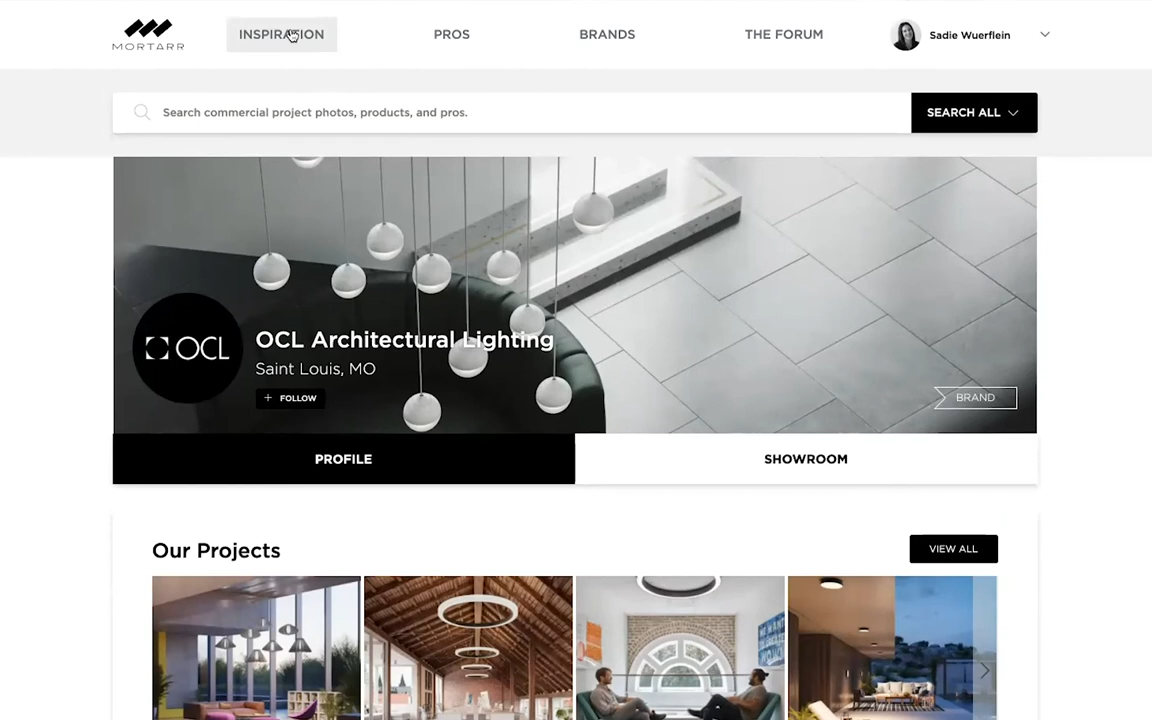 MORTARR
INSPIRATION
PROS
BRANDS
THE FORUM
Sadie Wuerflein
Search commercial project photos, products, and pros.
SEARCH ALL
OCL
OCL Architectural Lighting
Saint Louis, MO
+ FOLLOW
BRAND
PROFILE
SHOWROOM
Our Projects
VIEW ALL